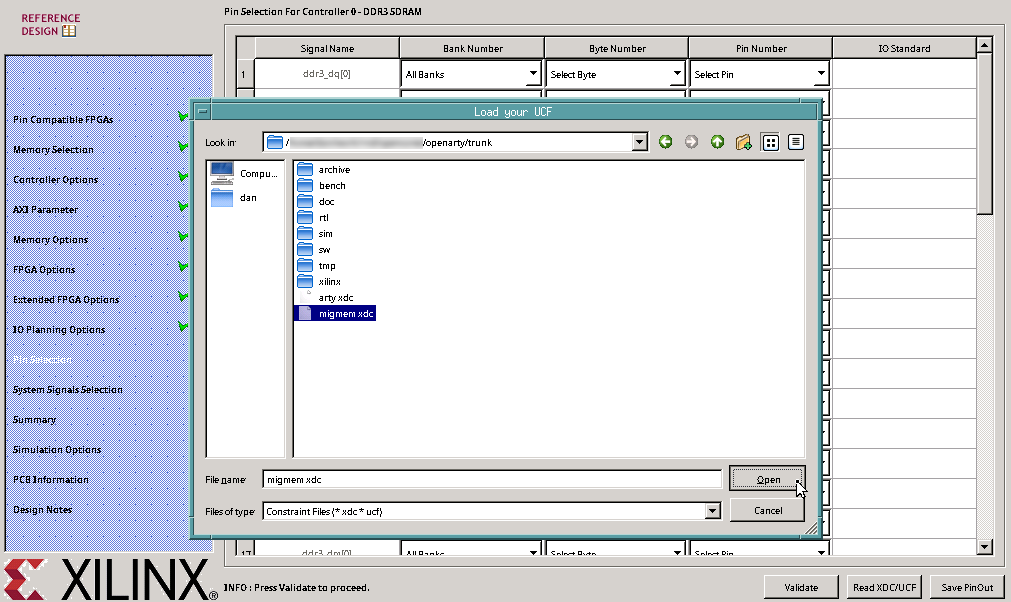 REFERENCE
DESIGN
Pin Compatible FPGAs
Memory Selection
Controller Options
AXI Parameter
Memory Options
FPGA Options
Extended FPGA Options
IO Planning Options
Pin Selection
System Signals Selection
Summary
Simulation Options
PCB Information
Design Notes
XILINX®
Pin Selection For Controller 0 - DDR3 SDRAM
Signal Name Bank Number Byte Number Pin Number IO Standard
1 ddr3_dq[0] All Banks Select Byte Select Pin
Load your UCF
Look in: / /openarty/trunk
Compu...
dan
archive
bench
doc
rtl
sim
sw
tmp
xilinx
arty xdc
migmem xdc
File name: migmem xdc Open
Files of type: Constraint Files (* xdc * ucf) Cancel
17 ddr3_dm[0] All Banks Select Byte Select Pin
INFO : Press Validate to proceed.
Validate Read XDC/UCF Save PinOut